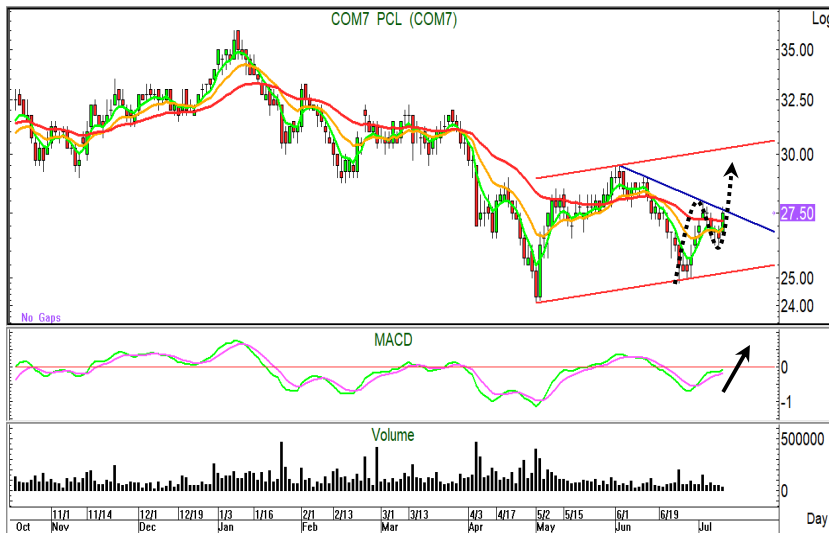 COM7 PCL (COM7)
Log
35.00
32.50
30.00
27.50
25.00
24.00
No Gaps
MACD
0
-1
Volume
500000
0
11/1 11/14 12/1 12/19 1/3 1/16 2/1 2/13 3/1 3/13 4/3 4/17 5/2 5/15 6/1 6/19
Oct Nov Dec Jan Feb Mar Apr May Jun Jul
Day